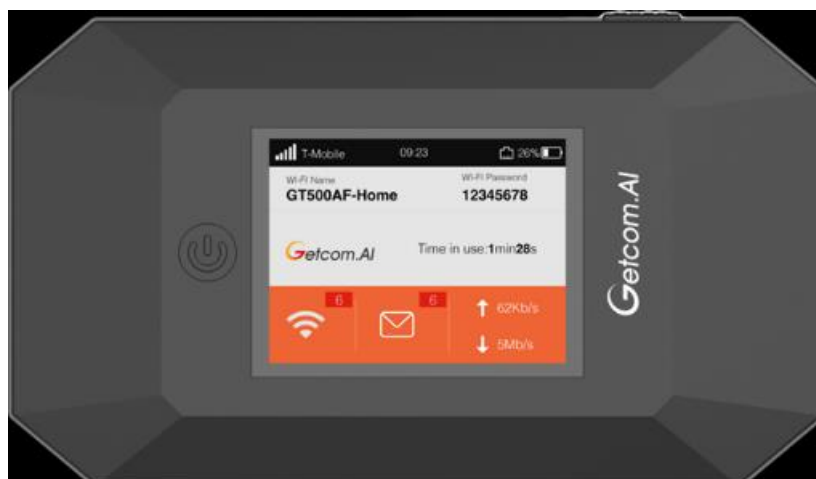 T-Mobile 09:23 26%
Wi-Fi Name Wi-Fi Password
GT500AF-Home 12345678
Getcom.AI Time in use:1min28s
6 6
62Kb/s
5Mb/s
Getcom.AI